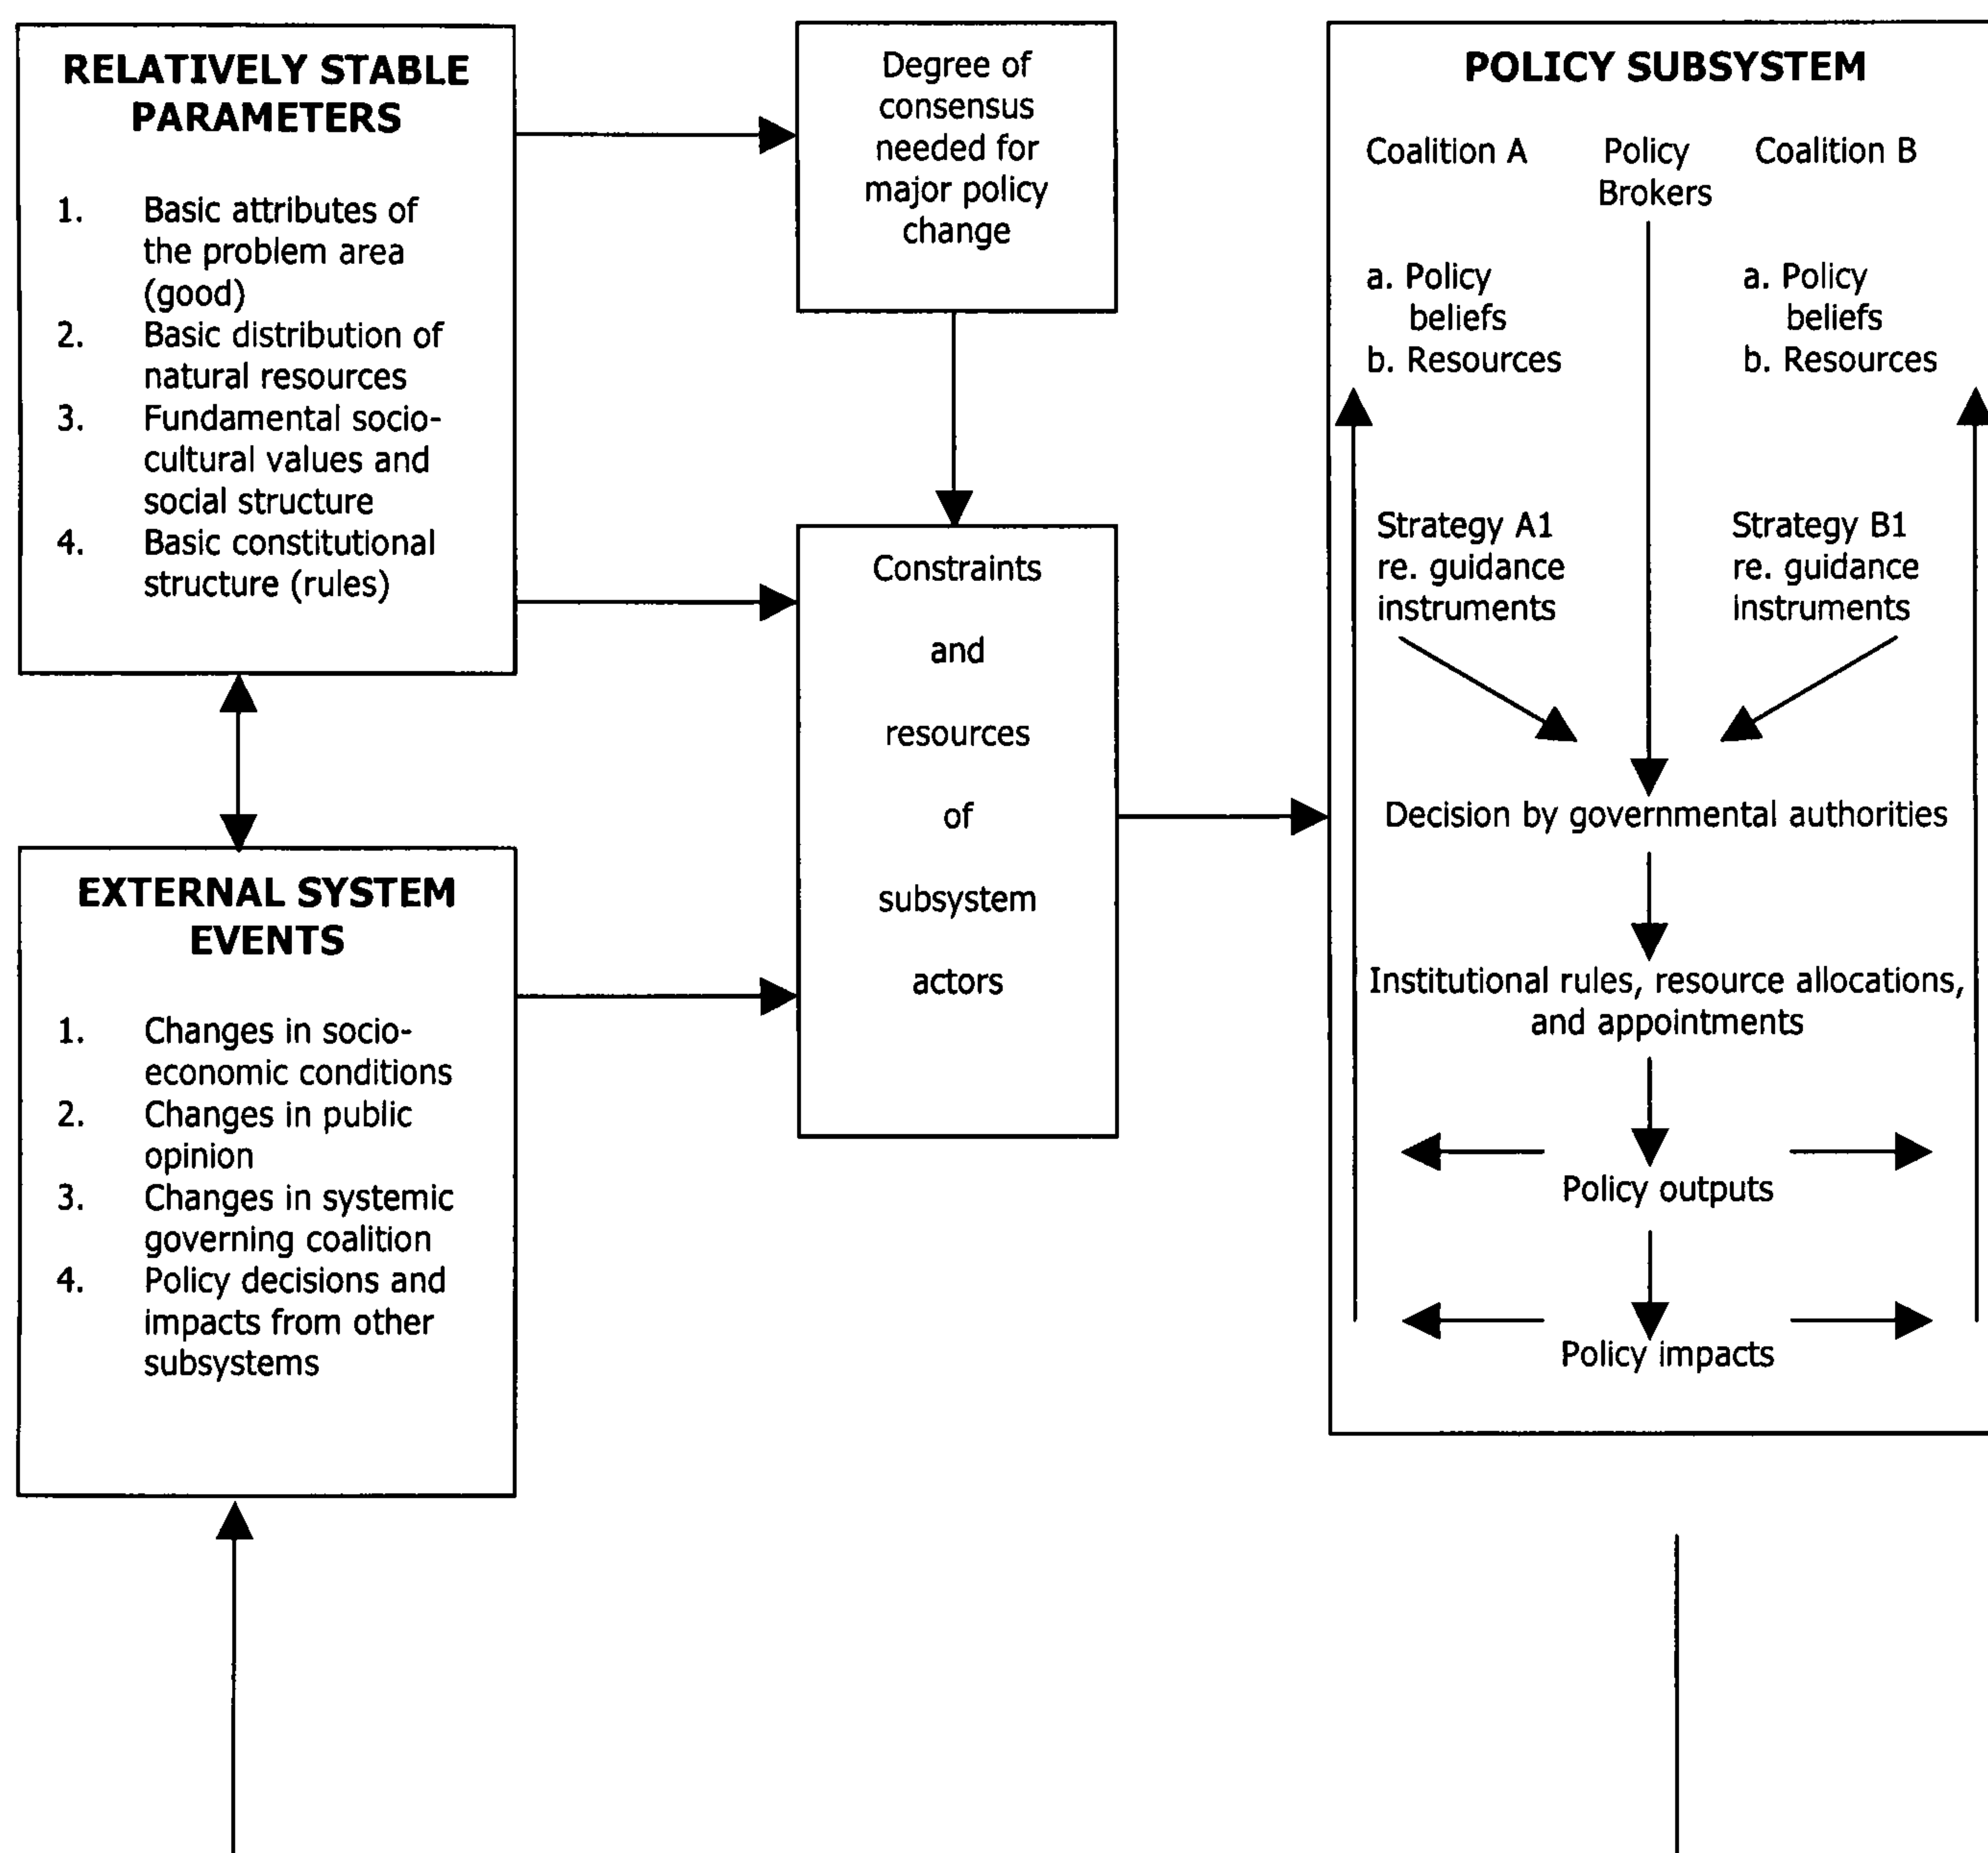 RELATIVELY STABLE
PARAMETERS
1. Basic attributes of
the problem area
(good)
2. Basic distribution of
natural resources
3. Fundamental socio-
cultural values and
social structure
4. Basic constitutional
structure (rules)
EXTERNAL SYSTEM
EVENTS
1. Changes in socio-
economic conditions
2. Changes in public
opinion
3. Changes in systemic
governing coalition
4. Policy decisions and
impacts from other
subsystems
Degree of
consensus
needed for
major policy
change
Constraints
and
resources
of
subsystem
actors
POLICY SUBSYSTEM
Coalition A
Policy
Brokers
Coalition B
a. Policy
beliefs
b. Resources
a. Policy
beliefs
b. Resources
Strategy A1
re. guidance
instruments
Strategy B1
re. guidance
instruments
Decision by governmental authorities
Institutional rules, resource allocations,
and appointments
Policy outputs
Policy impacts